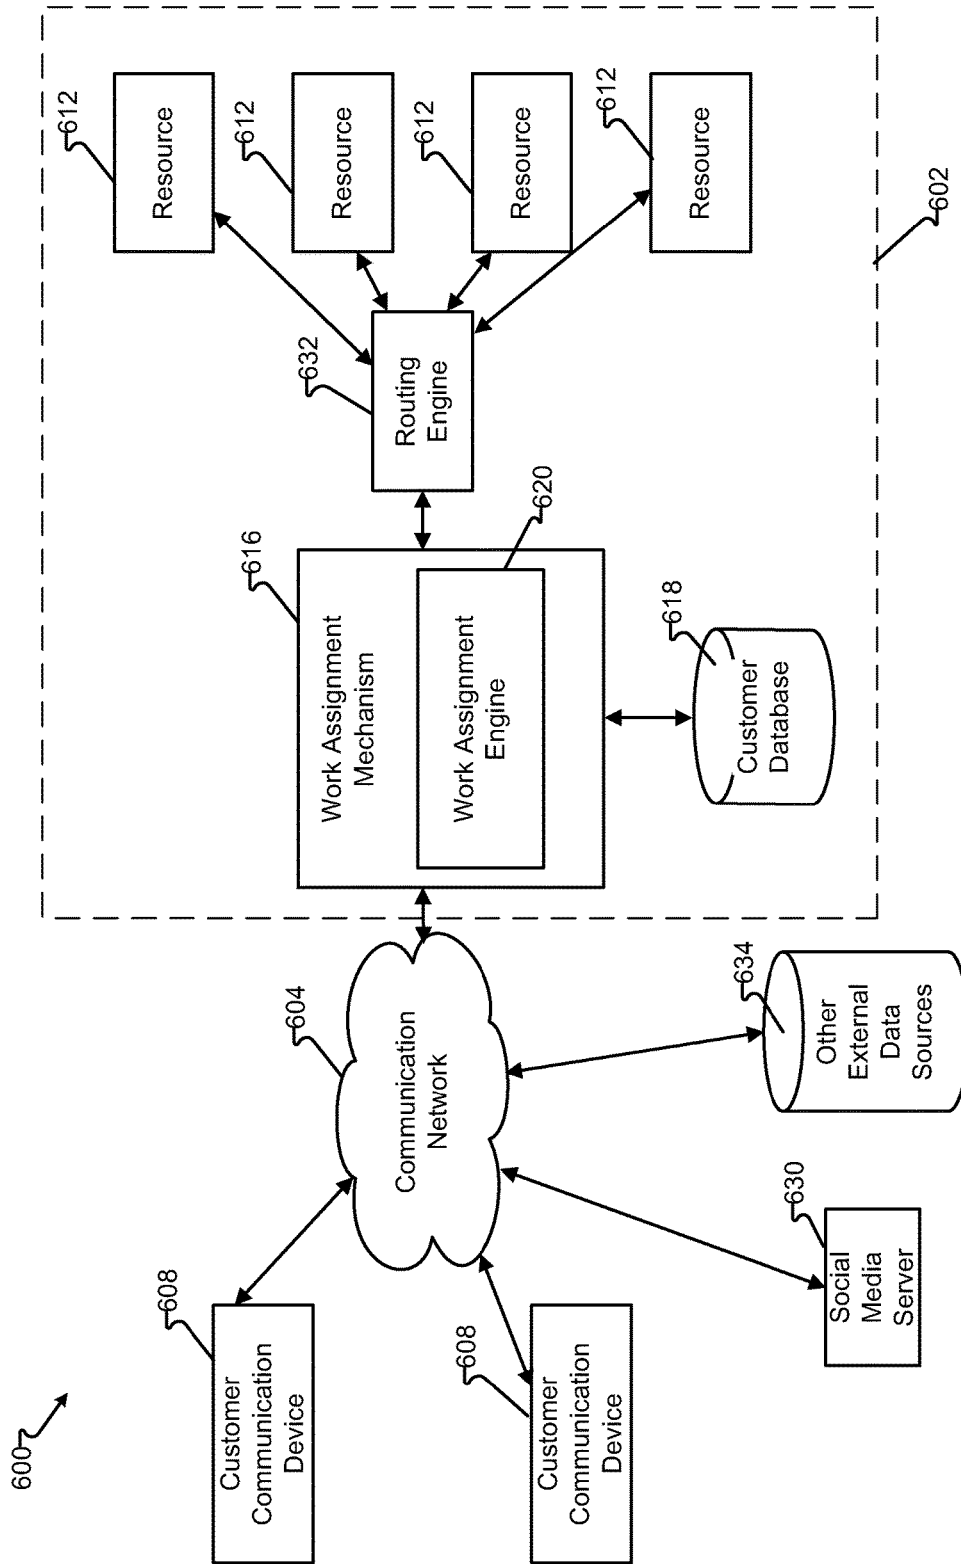 600
Customer
Communication
Device
608
Customer
Communication
Device
608
Social
Media
Server
630
Communication
Network
604
Other
External
Data
Sources
634
Work Assignment
Mechanism
616
Work Assignment
Engine
620
Customer
Database
618
Routing
Engine
632
Resource
612
Resource
612
Resource
612
Resource
612
602